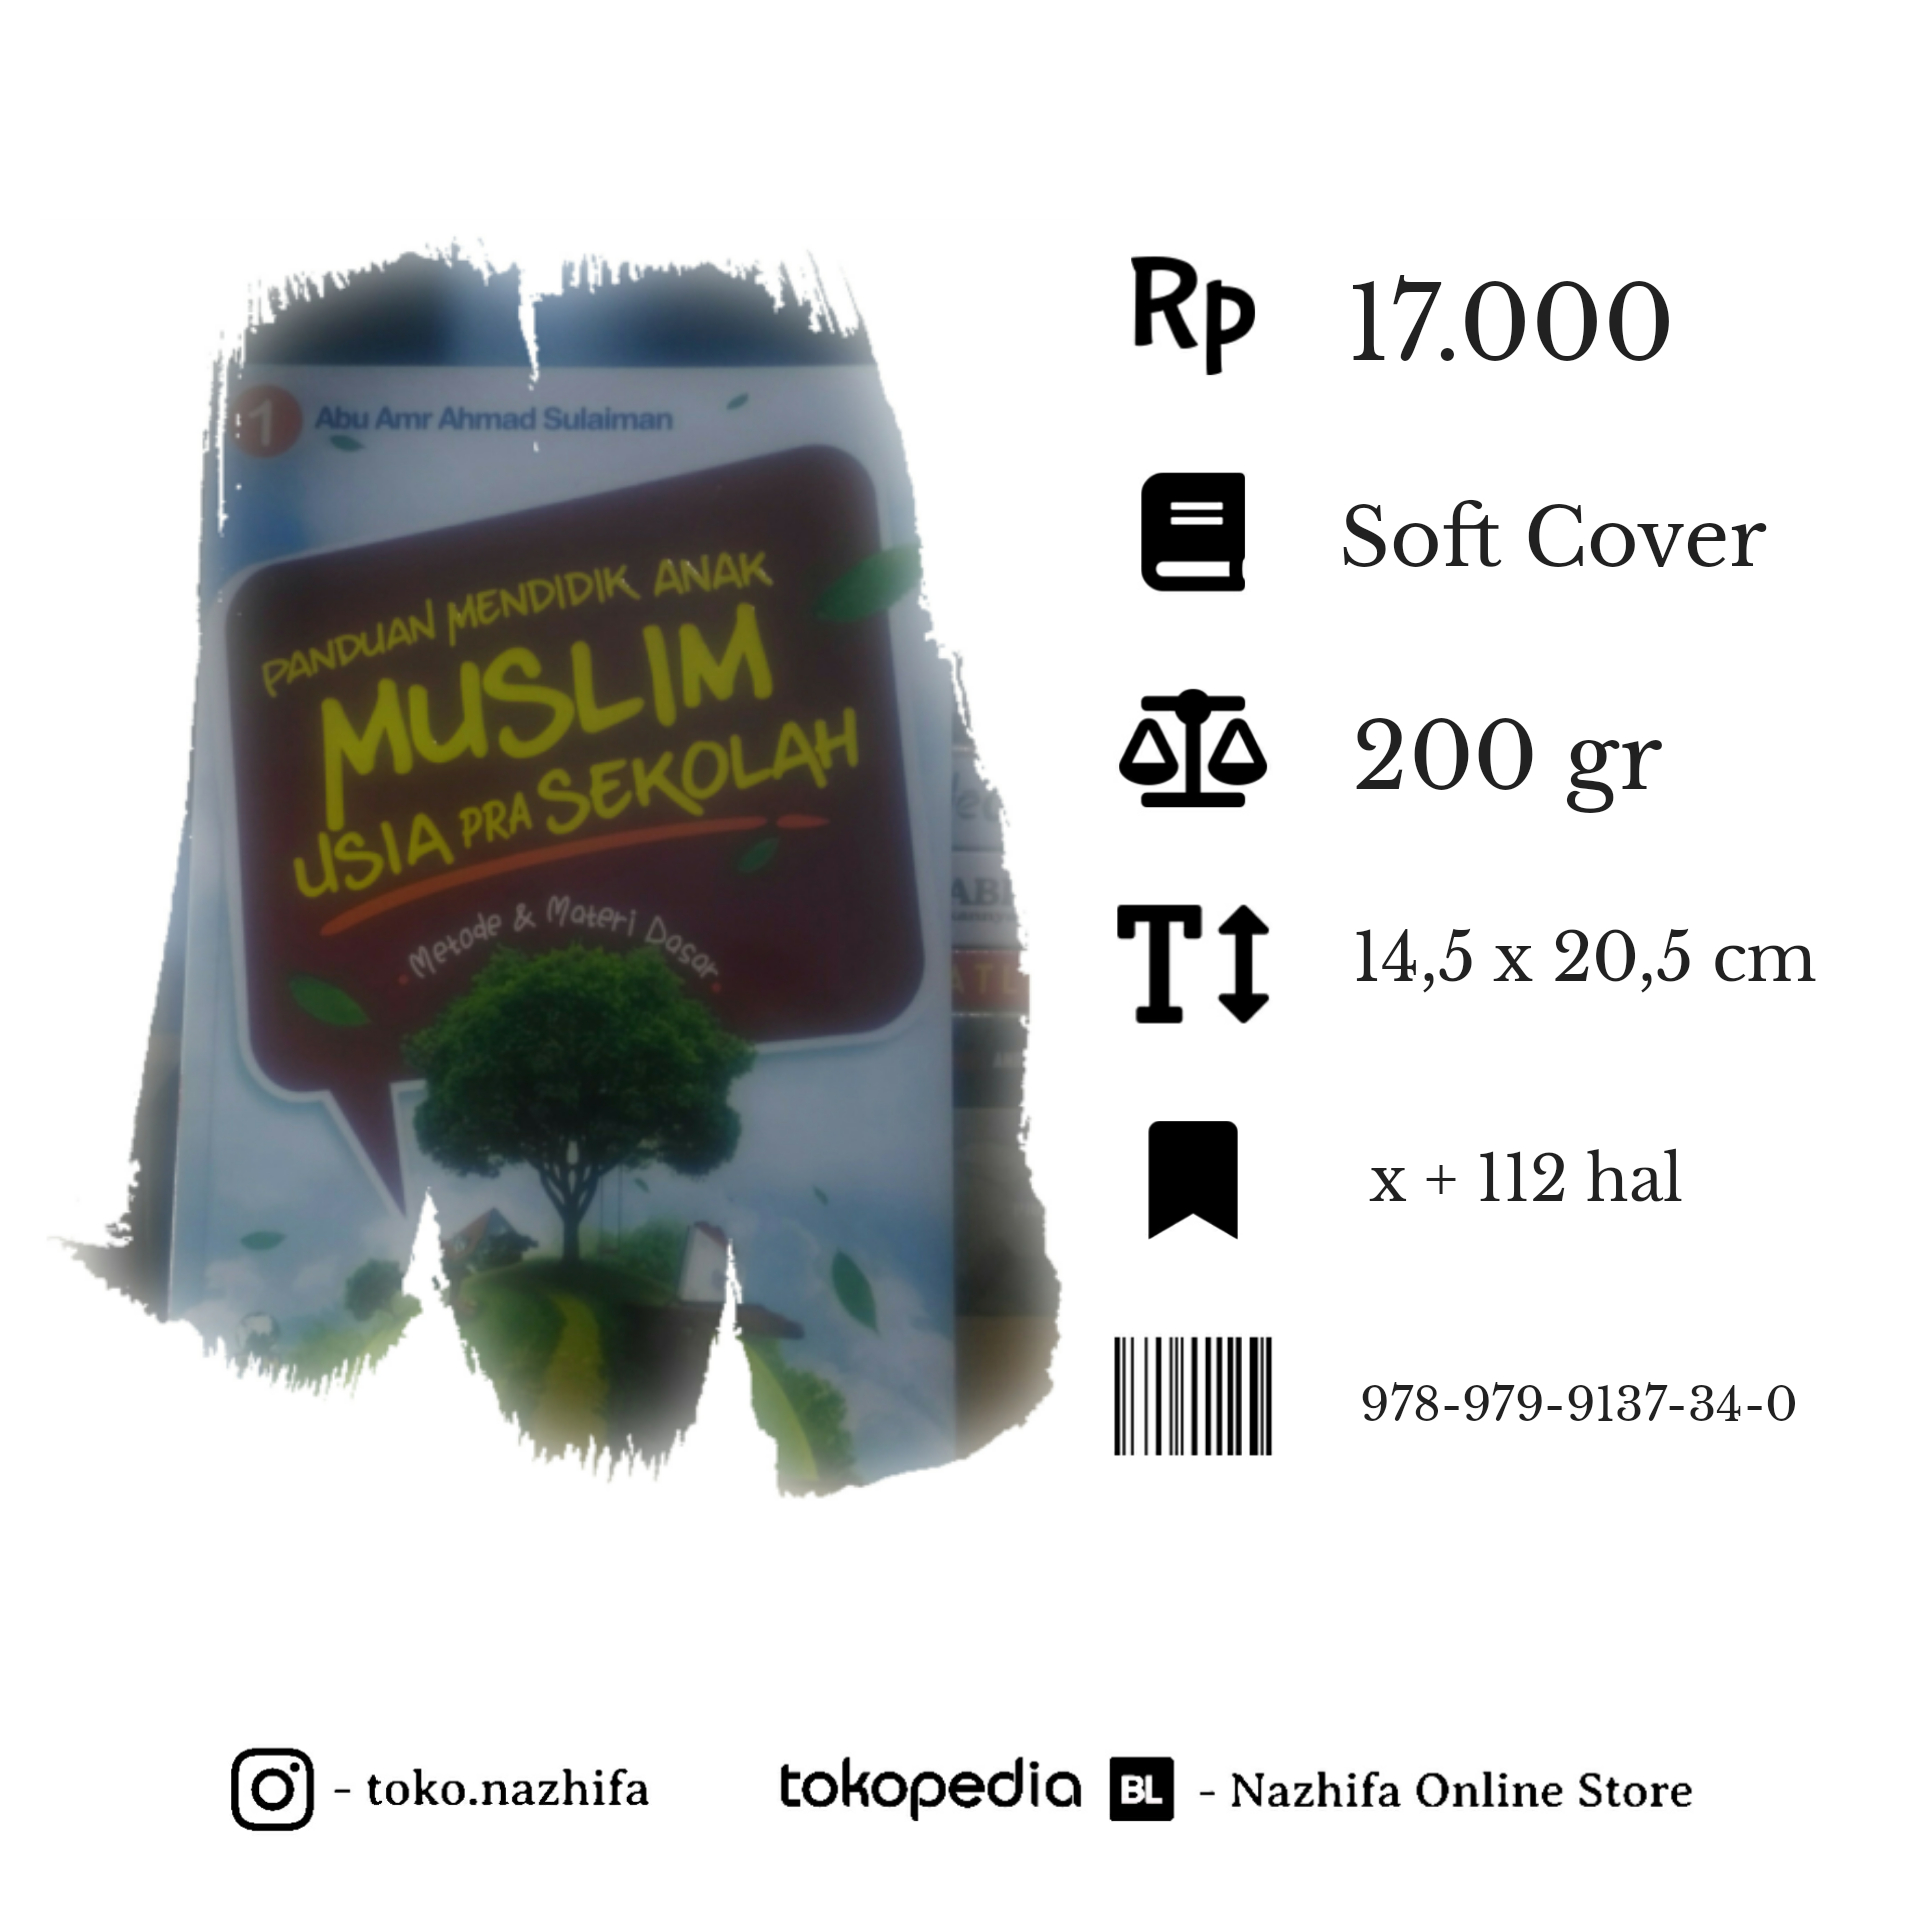 1
Abu Amr Ahmad Sulaiman
PANDUAN MENDIDIK ANAK
MUSLIM
USIA PRA SEKOLAH
Metode & Materi Dasar
Rp 17.000
Soft Cover
200 gr
14,5 x 20,5 cm
x + 112 hal
978-979-9137-34-0
- toko.nazhifa
tokopedia BL - Nazhifa Online Store